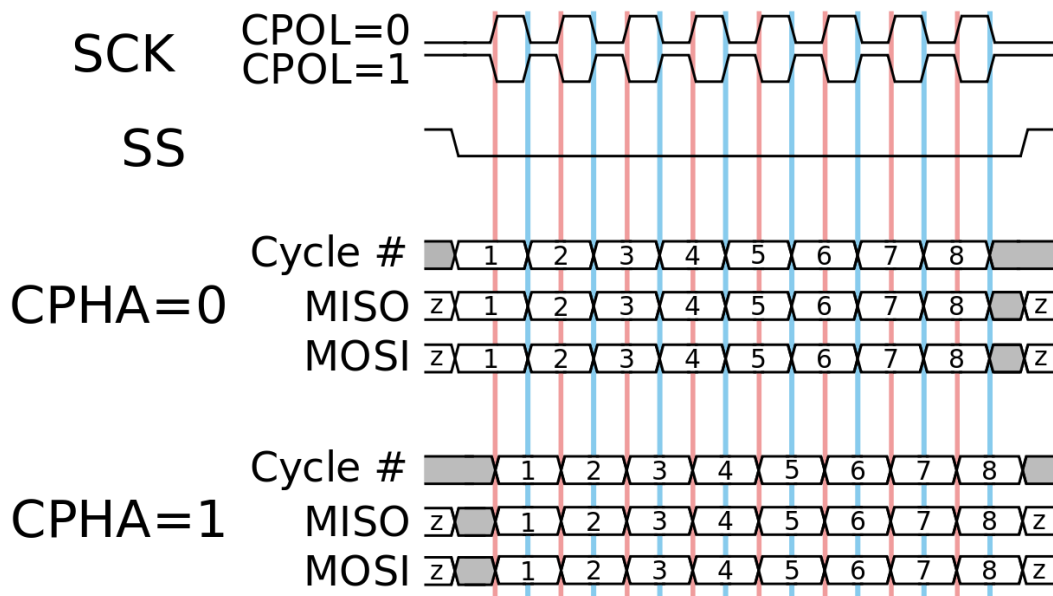 SCK CPOL=0
CPOL=1
SS
Cycle # 1 2 3 4 5 6 7 8
CPHA=0 MISO z 1 2 3 4 5 6 7 8 z
MOSI z 1 2 3 4 5 6 7 8 z
Cycle # 1 2 3 4 5 6 7 8
CPHA=1 MISO z 1 2 3 4 5 6 7 8 z
MOSI z 1 2 3 4 5 6 7 8 z